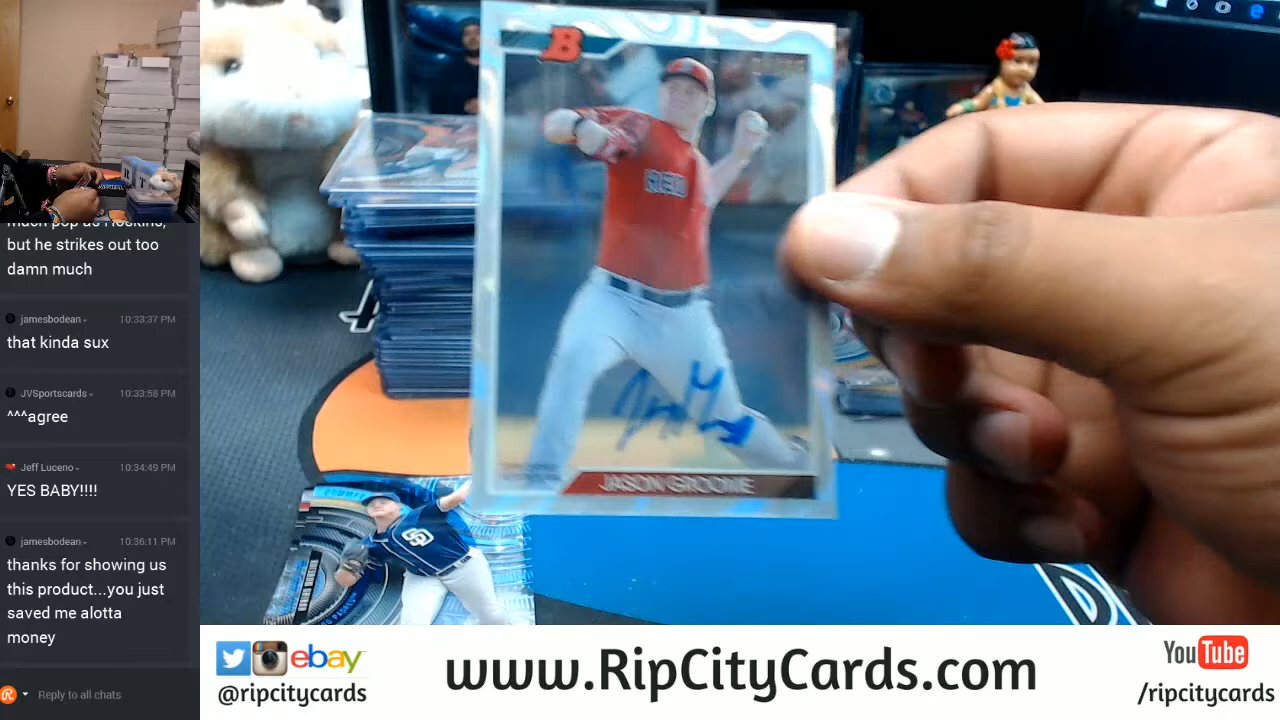 much pop as Hoskins,
but he strikes out too
damn much
jamesbodean 10:33:37 PM
that kinda sux
JVSportscards 10:33:58 PM
^^^agree
Jeff Luceno 10:34:49 PM
YES BABY!!!!
jamesbodean 10:36:11 PM
thanks for showing us
this product...you just
saved me alotta
money
Reply to all chats
B
RED
JASON GROOME
SD
ebay
@ripcitycards
www.RipCityCards.com
YouTube
/ripcitycards